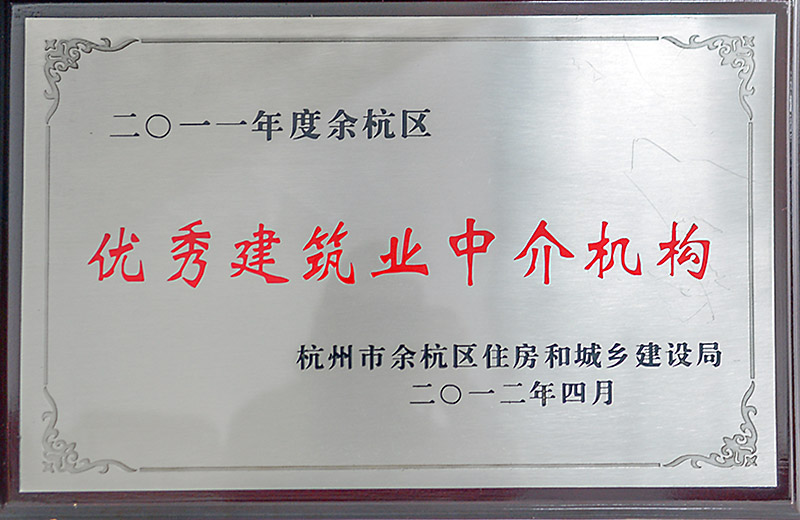 二〇一一年度余杭区
优秀建筑业中介机构
杭州市余杭区住房和城乡建设局
二〇一二年四月